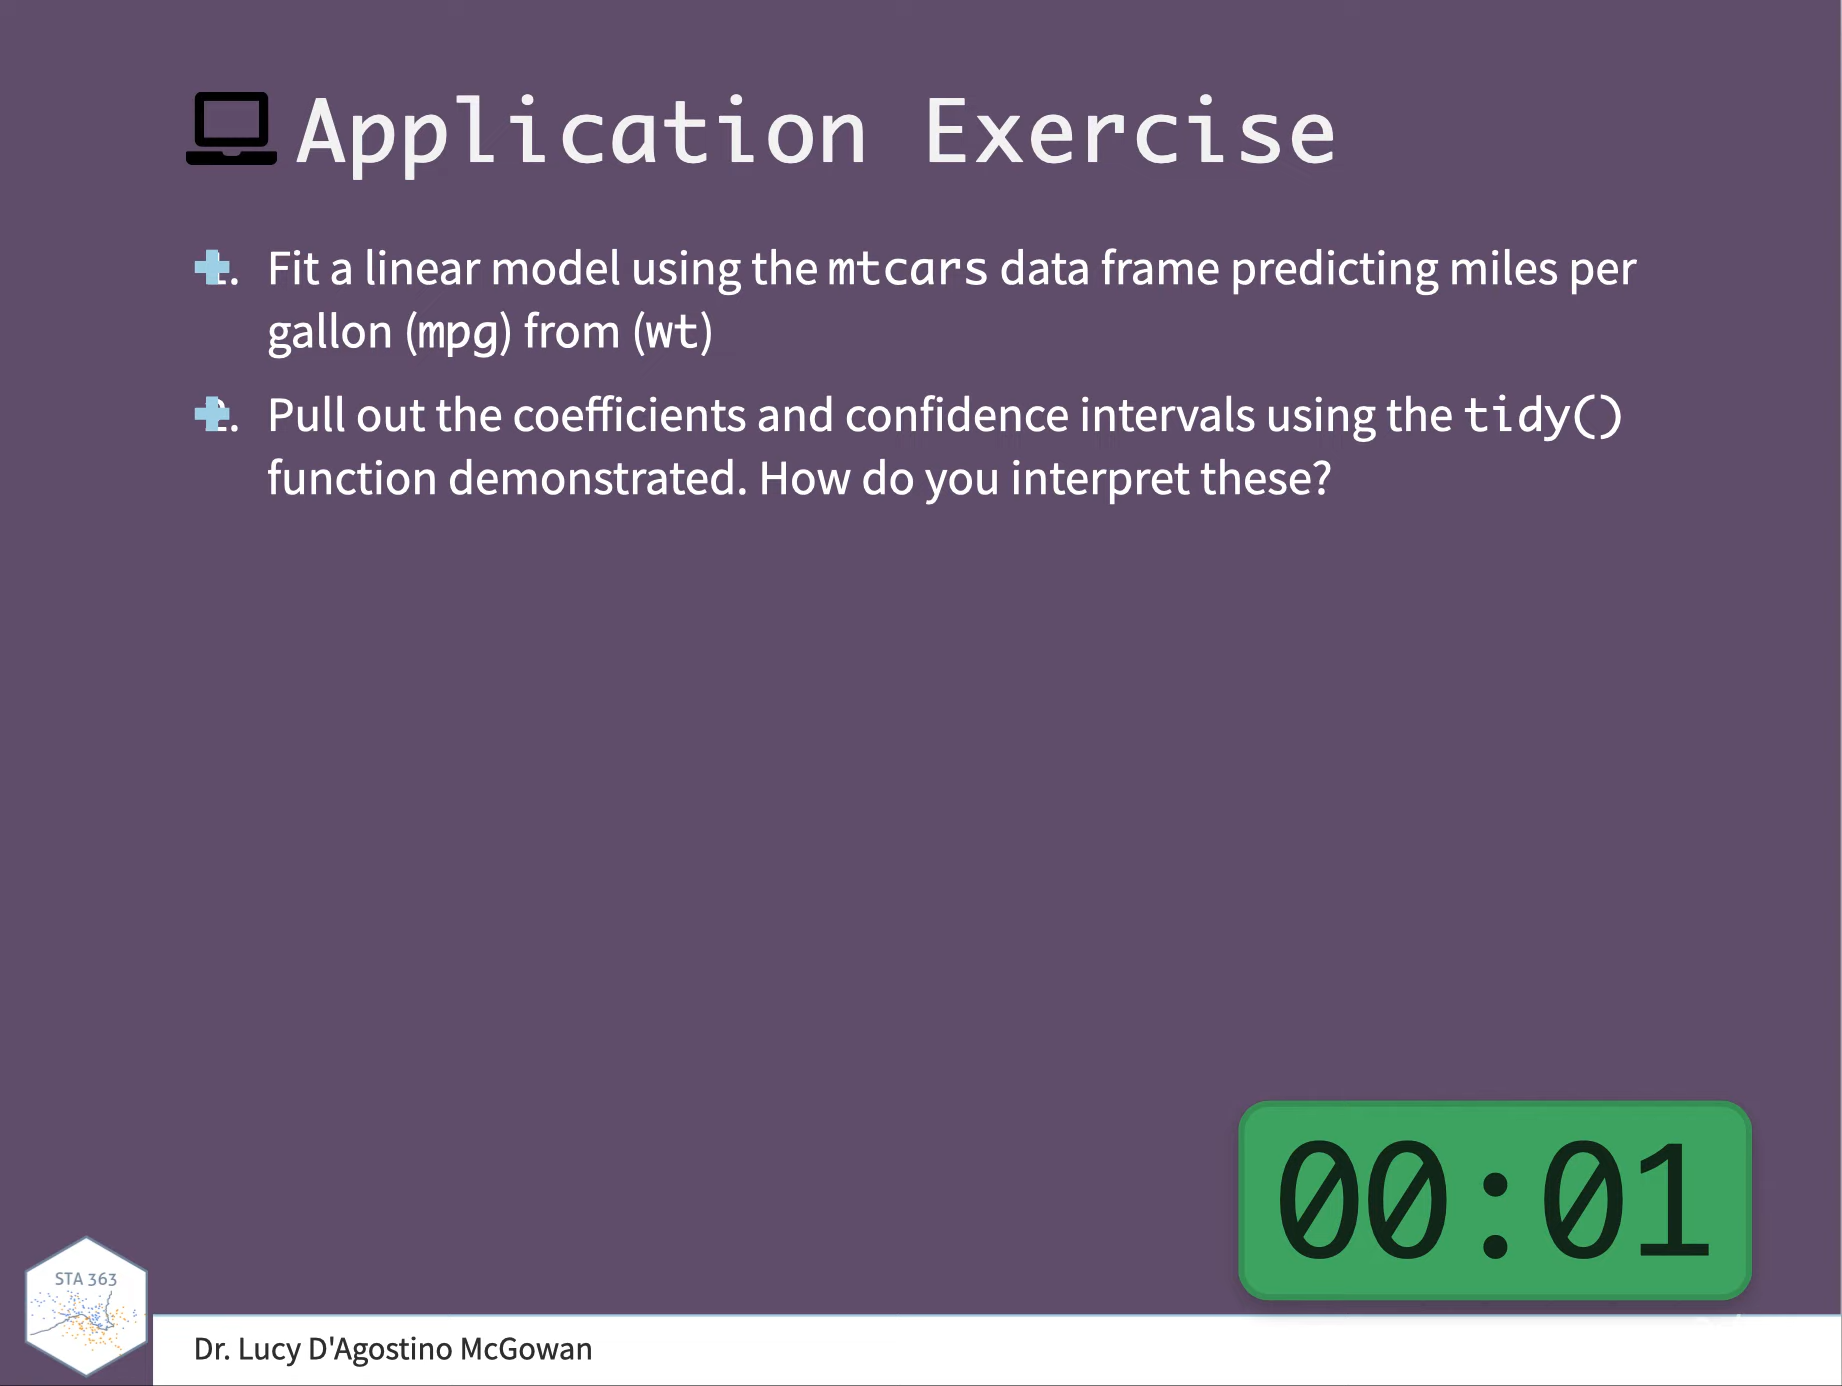 Application Exercise
1. Fit a linear model using the mtcars data frame predicting miles per
gallon (mpg) from (wt)
2. Pull out the coefficients and confidence intervals using the tidy()
function demonstrated. How do you interpret these?
00:01
STA 363
Dr. Lucy D'Agostino McGowan